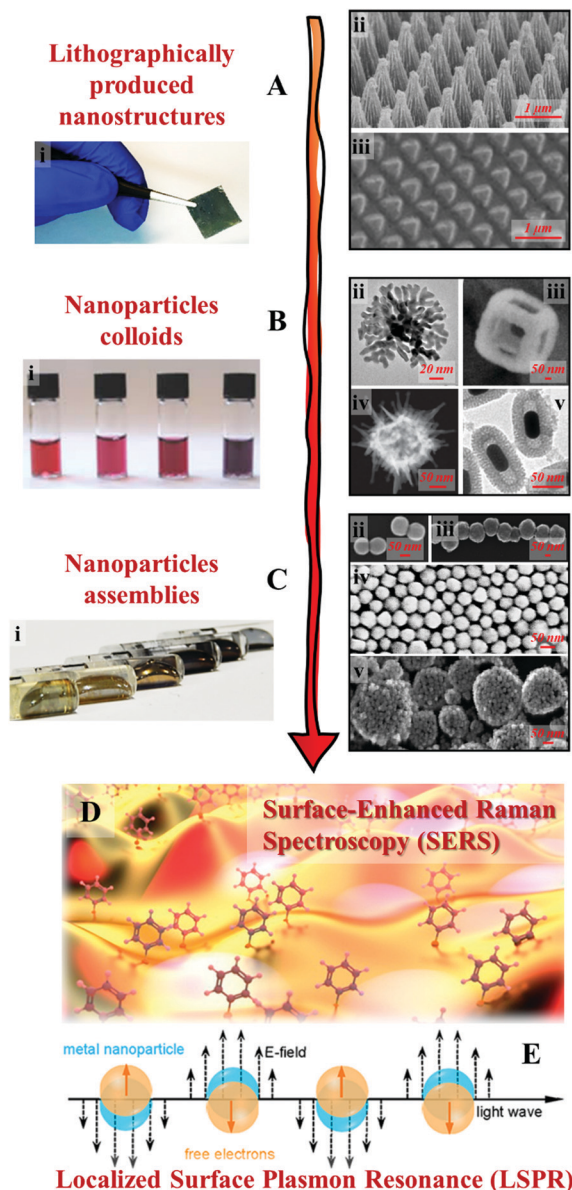 Lithographically
produced
nanostructures
A
i
ii
1 µm
iii
1 µm
Nanoparticles
colloids
B
i
ii
20 nm
iii
50 nm
iv
50 nm
v
50 nm
Nanoparticles
assemblies
C
i
ii
50 nm
iii
50 nm
iv
50 nm
v
50 nm
D
Surface-Enhanced Raman
Spectroscopy (SERS)
metal nanoparticle
E-field
E
light wave
free electrons
Localized Surface Plasmon Resonance (LSPR)